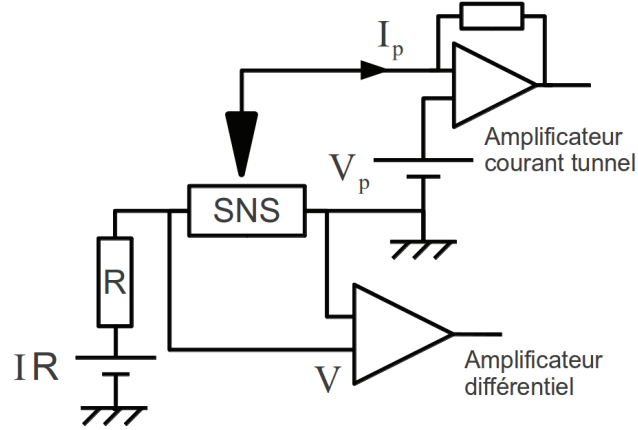 Ip
Amplificateur
courant tunnel
Vp
SNS
R
IR
V
Amplificateur
différentiel